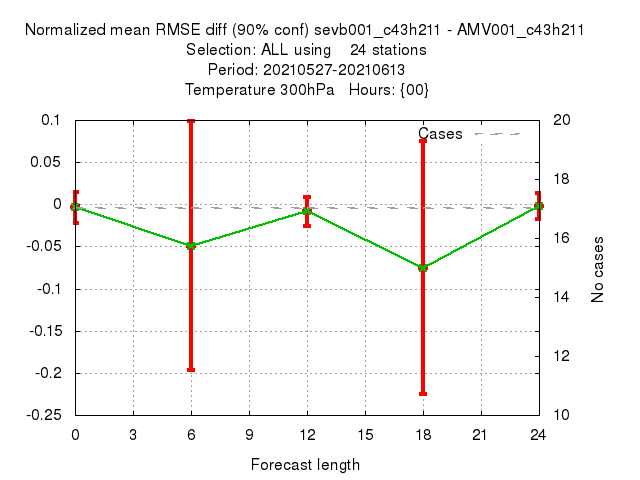 Normalized mean RMSE diff (90% conf) sevb001_c43h211 - AMV001_c43h211
Selection: ALL using    24 stations
Period: 20210527-20210613
Temperature 300hPa   Hours: {00}
0.1
0.05
0
-0.05
-0.1
-0.15
-0.2
-0.25
Cases
20
18
16
14
12
10
No cases
0 3 6 9 12 15 18 21 24
Forecast length